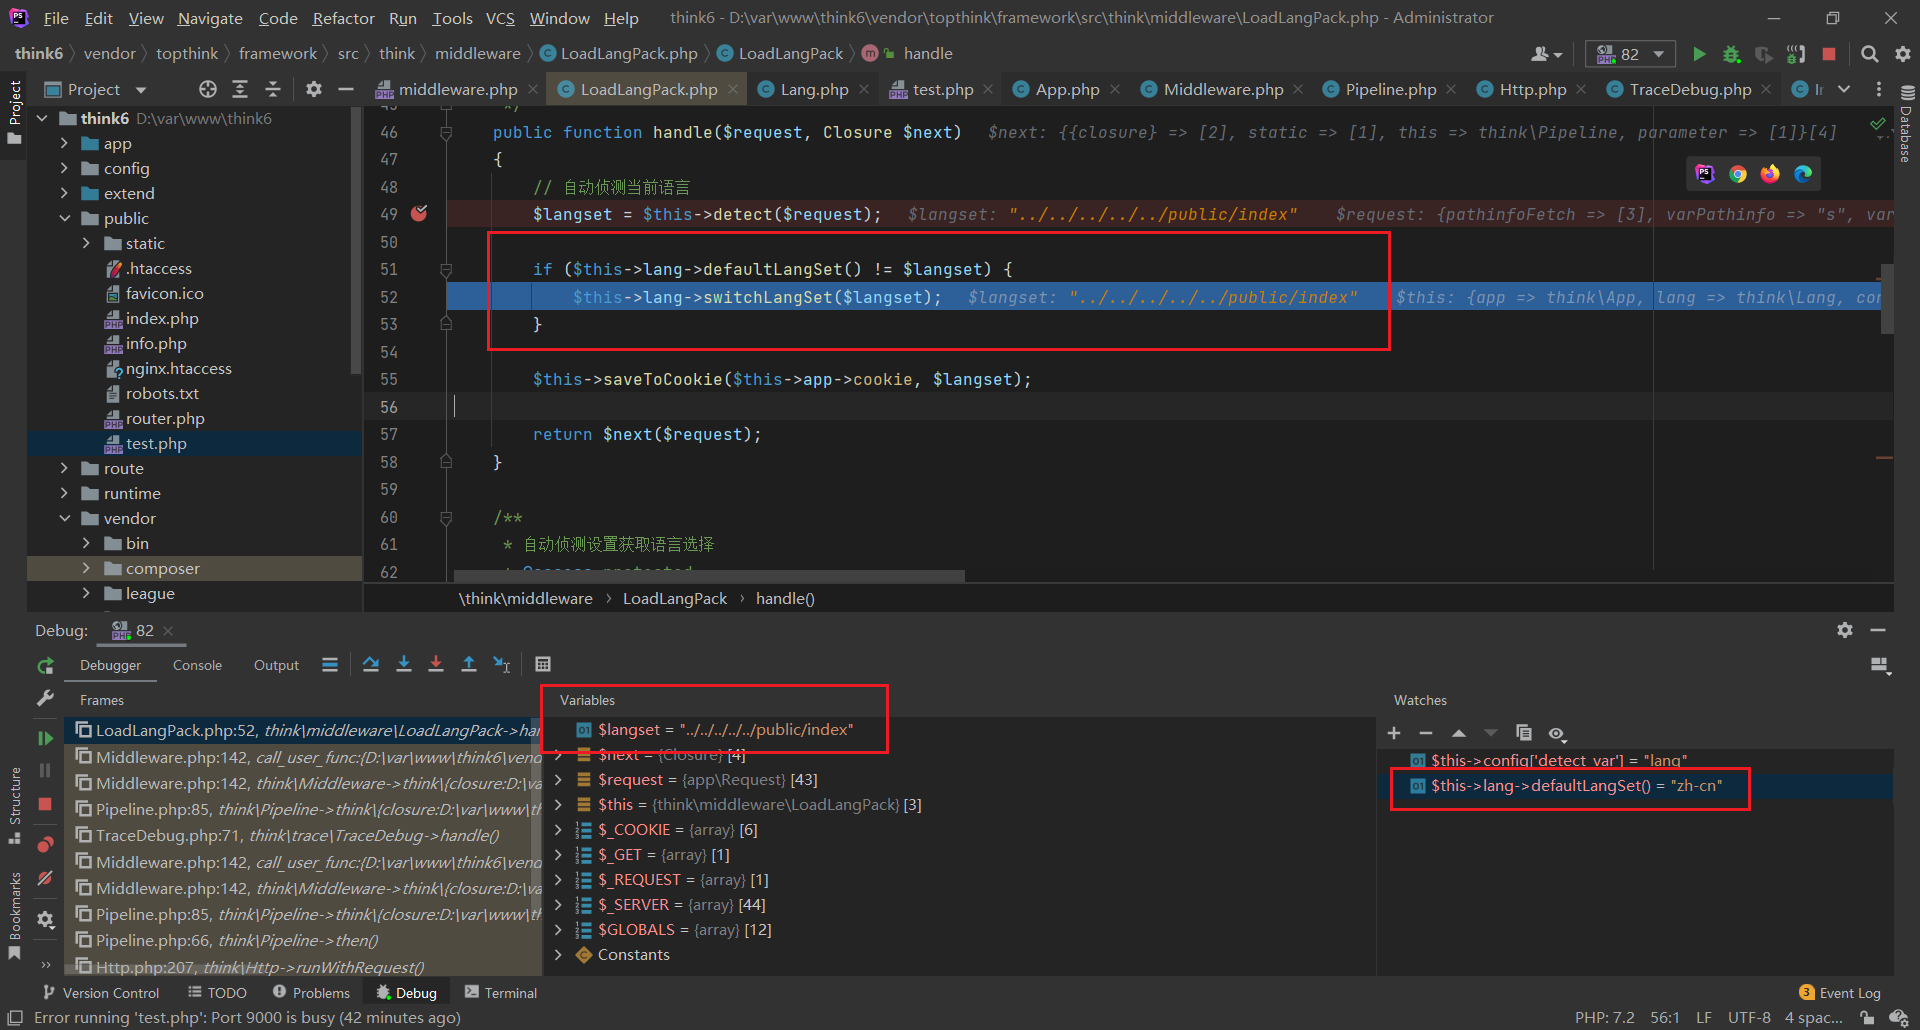 File Edit View Navigate Code Refactor Run Tools VCS Window Help think6 - D:\var\www\think6\vendor\topthink\framework\src\think\middleware\LoadLangPack.php - Administrator
think6 vendor topthink framework src think middleware LoadLangPack.php LoadLangPack handle 82
Project middleware.php LoadLangPack.php Lang.php test.php App.php Middleware.php Pipeline.php Http.php TraceDebug.php
think6 D:\var\www\think6
app
config
extend
public
static
.htaccess
favicon.ico
index.php
info.php
nginx.htaccess
robots.txt
router.php
test.php
route
runtime
vendor
bin
composer
league
45 */
46 public function handle($request, Closure $next) $next: {{closure} => [2], static => [1], this => think\Pipeline, parameter => [1]}[4]
47 {
48 // 自动侦测当前语言
49 $langset = $this->detect($request); $langset: "../../../../../public/index" $request: {pathinfoFetch => [3], varPathinfo => "s", var
50
51 if ($this->lang->defaultLangSet() != $langset) {
52 $this->lang->switchLangSet($langset); $langset: "../../../../../public/index" $this: {app => think\App, lang => think\Lang, con
53 }
54
55 $this->saveToCookie($this->app->cookie, $langset);
56
57 return $next($request);
58 }
59
60 /**
61 * 自动侦测设置获取语言选择
62
\think\middleware LoadLangPack handle()
Project
Database
Structure
Bookmarks
Debug: 82
Debugger Console Output
Frames
LoadLangPack.php:52, think\middleware\LoadLangPack->han
Middleware.php:142, call_user_func:{D:\var\www\think6\vend
Middleware.php:142, think\Middleware->think\{closure:D:\va
Pipeline.php:85, think\Pipeline->think\{closure:D:\var\www\th
TraceDebug.php:71, think\trace\TraceDebug->handle()
Middleware.php:142, call_user_func:{D:\var\www\think6\vend
Middleware.php:142, think\Middleware->think\{closure:D:\va
Pipeline.php:85, think\Pipeline->think\{closure:D:\var\www\th
Pipeline.php:66, think\Pipeline->then()
Http.php:207, think\Http->runWithRequest()
Variables
$langset = "../../../../../public/index"
$next = {Closure} [4]
$request = {app\Request} [43]
$this = {think\middleware\LoadLangPack} [3]
$_COOKIE = {array} [6]
$_GET = {array} [1]
$_REQUEST = {array} [1]
$_SERVER = {array} [44]
$GLOBALS = {array} [12]
Constants
Watches
$this->config['detect_var'] = "lang"
$this->lang->defaultLangSet() = "zh-cn"
Version Control TODO Problems Debug Terminal 3 Event Log
Error running 'test.php': Port 9000 is busy (42 minutes ago) PHP: 7.2 56:1 LF UTF-8 4 spac...